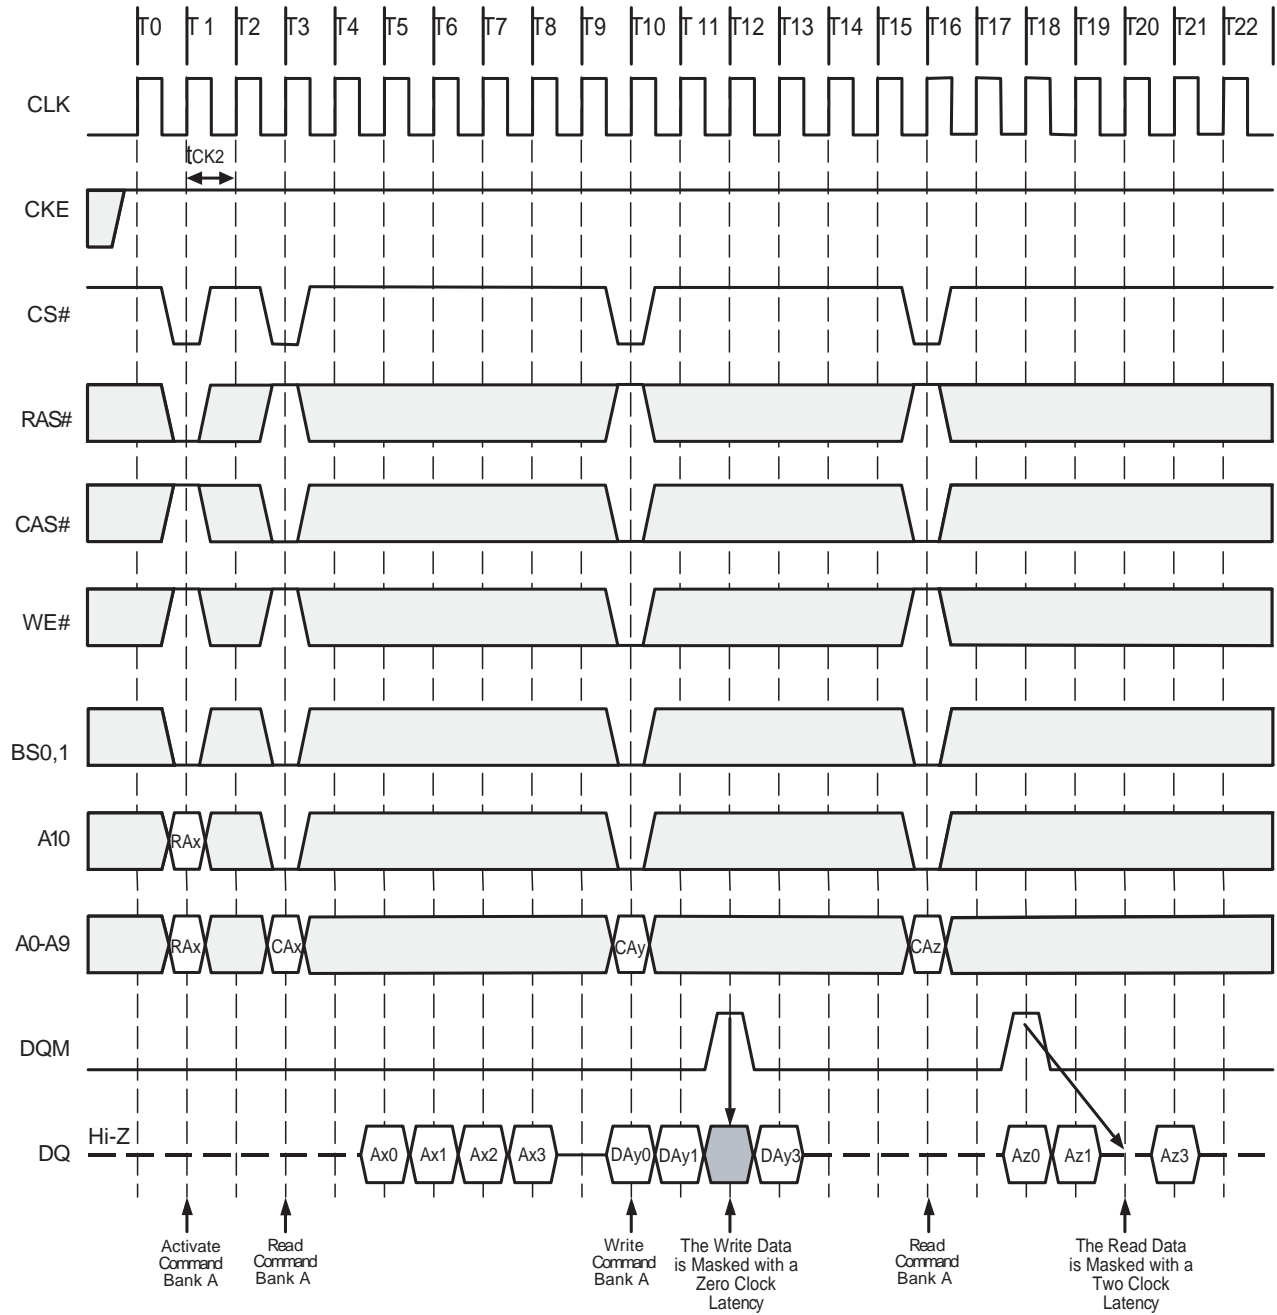 T0 T 1 T2 T3 T4 T5 T6 T7 T8 T9 T10 T 11 T12 T13 T14 T15 T16 T17 T18 T19 T20 T21 T22
CLK
tCK2
CKE
CS#
RAS#
CAS#
WE#
BS0,1
A10 RAx
A0-A9 RAx CAx CAy CAz
DQM
Hi-Z
DQ Ax0 Ax1 Ax2 Ax3 DAy0 DAy1 DAy3 Az0 Az1 Az3
Activate
Command
Bank A
Read
Command
Bank A
Write
Command
Bank A
The Write Data
is Masked with a
Zero Clock
Latency
Read
Command
Bank A
The Read Data
is Masked with a
Two Clock
Latency